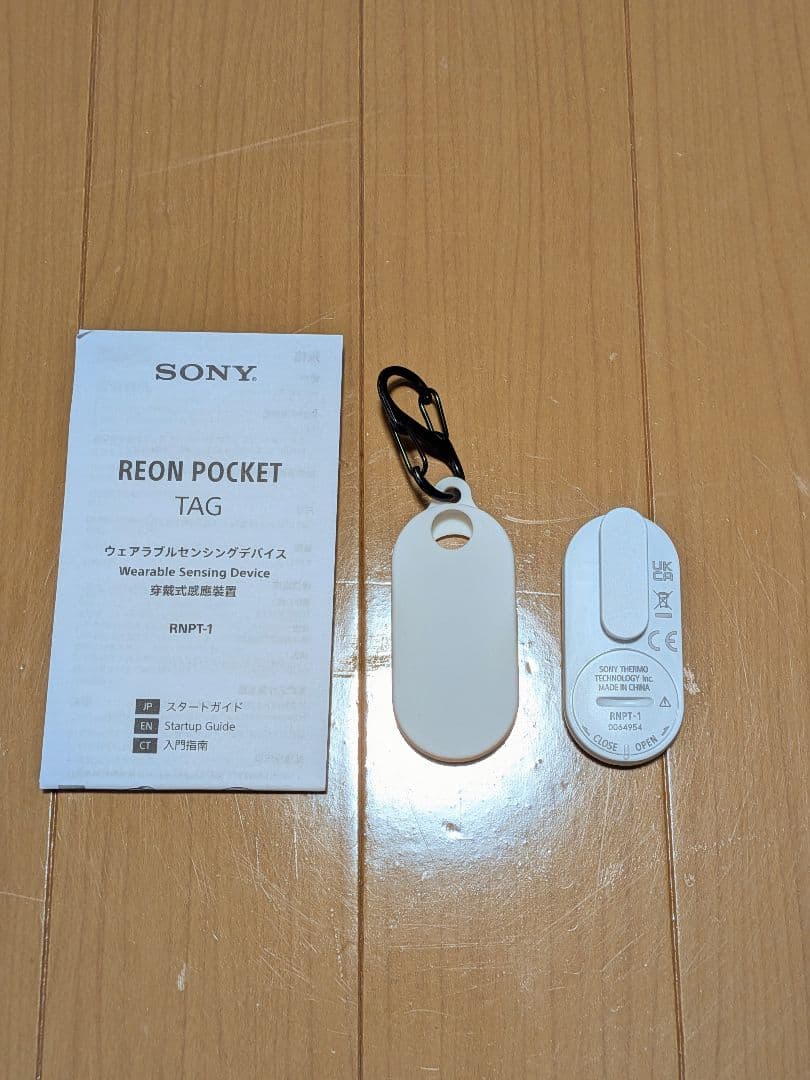 SONY
REON POCKET
TAG
ウェアラブルセンシングデバイス
Wearable Sensing Device
穿戴式感應裝置
RNPT-1
JP スタートガイド
EN Startup Guide
CT 入門指南
UK
CA
CE
SONY THERMO
TECHNOLOGY Inc.
MADE IN CHINA
RNPT-1
0064954
CLOSE OPEN